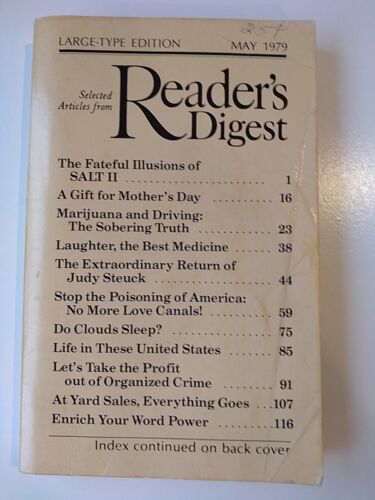 25¢
LARGE-TYPE EDITION MAY 1979
Selected
Articles from
Reader's
Digest
The Fateful Illusions of
SALT II . . . . . . . . . . . . . . . . . . . . . . . . 1
A Gift for Mother's Day . . . . . . . . . . 16
Marijuana and Driving:
The Sobering Truth . . . . . . . . . . . . 23
Laughter, the Best Medicine . . . . . . 38
The Extraordinary Return of
Judy Steuck . . . . . . . . . . . . . . . . . . . 44
Stop the Poisoning of America:
No More Love Canals! . . . . . . . . . . 59
Do Clouds Sleep? . . . . . . . . . . . . . . . . 75
Life in These United States . . . . . . . 85
Let's Take the Profit
out of Organized Crime . . . . . . . . 91
At Yard Sales, Everything Goes . . . 107
Enrich Your Word Power . . . . . . . . . 116
Index continued on back cover